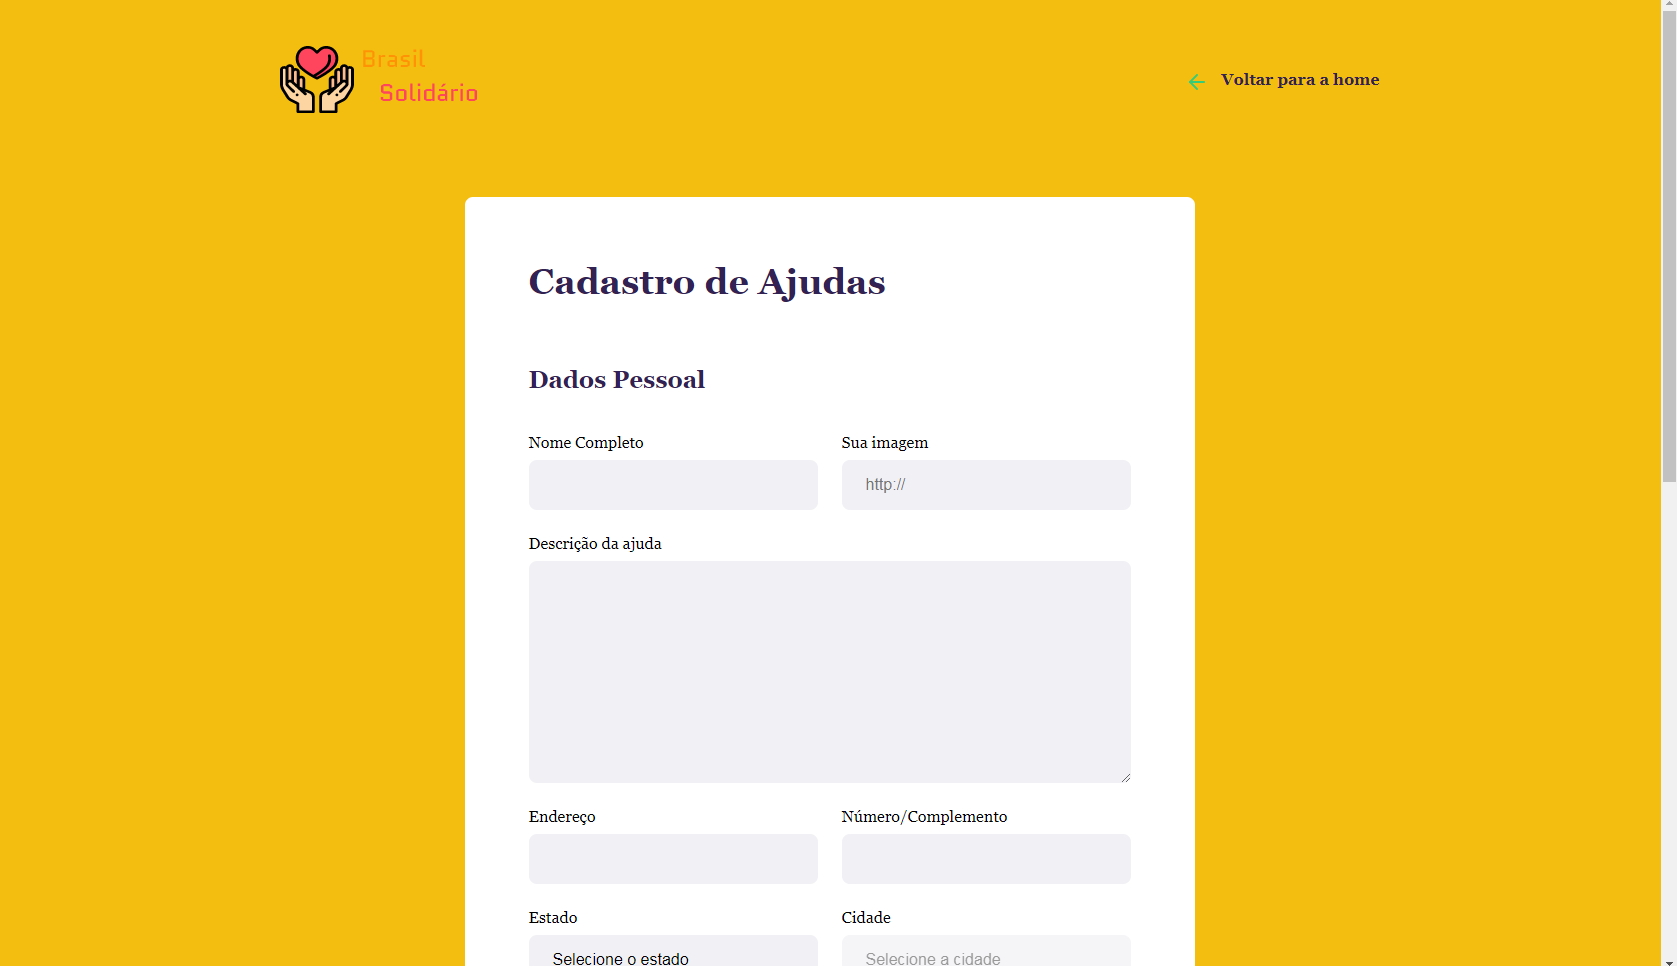 Brasil
Solidário
Voltar para a home
Cadastro de Ajudas
Dados Pessoal
Nome Completo
Sua imagem
http://
Descrição da ajuda
Endereço
Número/Complemento
Estado
Cidade
Selecione o estado
Selecione a cidade